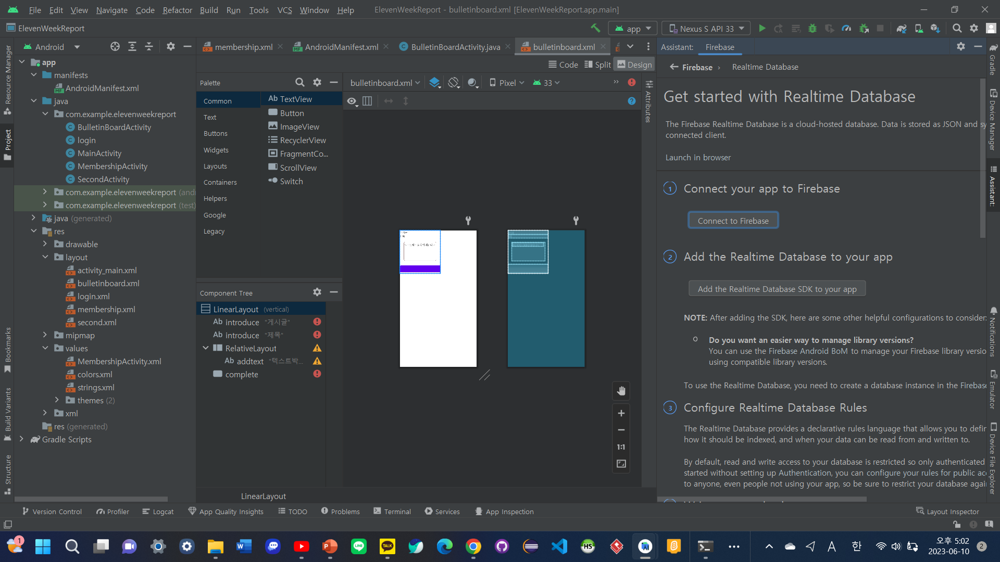 File Edit View Navigate Code Refactor Build Run Tools VCS Window Help ElevenWeekReport - bulletinboard.xml [ElevenWeekReport.app.main]
ElevenWeekReport
app
Nexus S API 33
Android
membership.xml
AndroidManifest.xml
BulletinBoardActivity.java
bulletinboard.xml
Assistant: Firebase
Code Split Design
Firebase › Realtime Database
Resource Manager
Project
Bookmarks
Build Variants
Structure
app
manifests
AndroidManifest.xml
java
com.example.elevenweekreport
BulletinBoardActivity
login
MainActivity
MembershipActivity
SecondActivity
com.example.elevenweekreport (andr
com.example.elevenweekreport (test)
java (generated)
res
drawable
layout
activity_main.xml
bulletinboard.xml
login.xml
membership.xml
second.xml
mipmap
values
MembershipActivity.xml
colors.xml
strings.xml
themes (2)
xml
res (generated)
Gradle Scripts
Palette
Common
Text
Buttons
Widgets
Layouts
Containers
Helpers
Google
Legacy
Ab TextView
Button
ImageView
RecyclerView
FragmentCo...
ScrollView
Switch
Component Tree
LinearLayout (vertical)
Ab introduce "게시글"
Ab introduce "제목"
RelativeLayout
Ab addtext "텍스트박...
complete
bulletinboard.xml
Pixel
33
Attributes
1:1
LinearLayout
Get started with Realtime Database
The Firebase Realtime Database is a cloud-hosted database. Data is stored as JSON and sy
connected client.
Launch in browser
1 Connect your app to Firebase
Connect to Firebase
2 Add the Realtime Database to your app
Add the Realtime Database SDK to your app
NOTE: After adding the SDK, here are some other helpful configurations to consider:
Do you want an easier way to manage library versions?
You can use the Firebase Android BoM to manage your Firebase library versio
using compatible library versions.
To use the Realtime Database, you need to create a database instance in the Firebase
3 Configure Realtime Database Rules
The Realtime Database provides a declarative rules language that allows you to defin
how it should be indexed, and when your data can be read from and written to.
By default, read and write access to your database is restricted so only authenticated
started without setting up Authentication, you can configure your rules for public acc
to anyone, even people not using your app, so be sure to restrict your database again
Gradle
Device Manager
Assistant:
Notifications
Emulator
Device File Explorer
Version Control Profiler Logcat App Quality Insights TODO Problems Terminal Services App Inspection Layout Inspector
1
TALK
LINE
HS
A
한
오후 5:02
2023-06-10
2